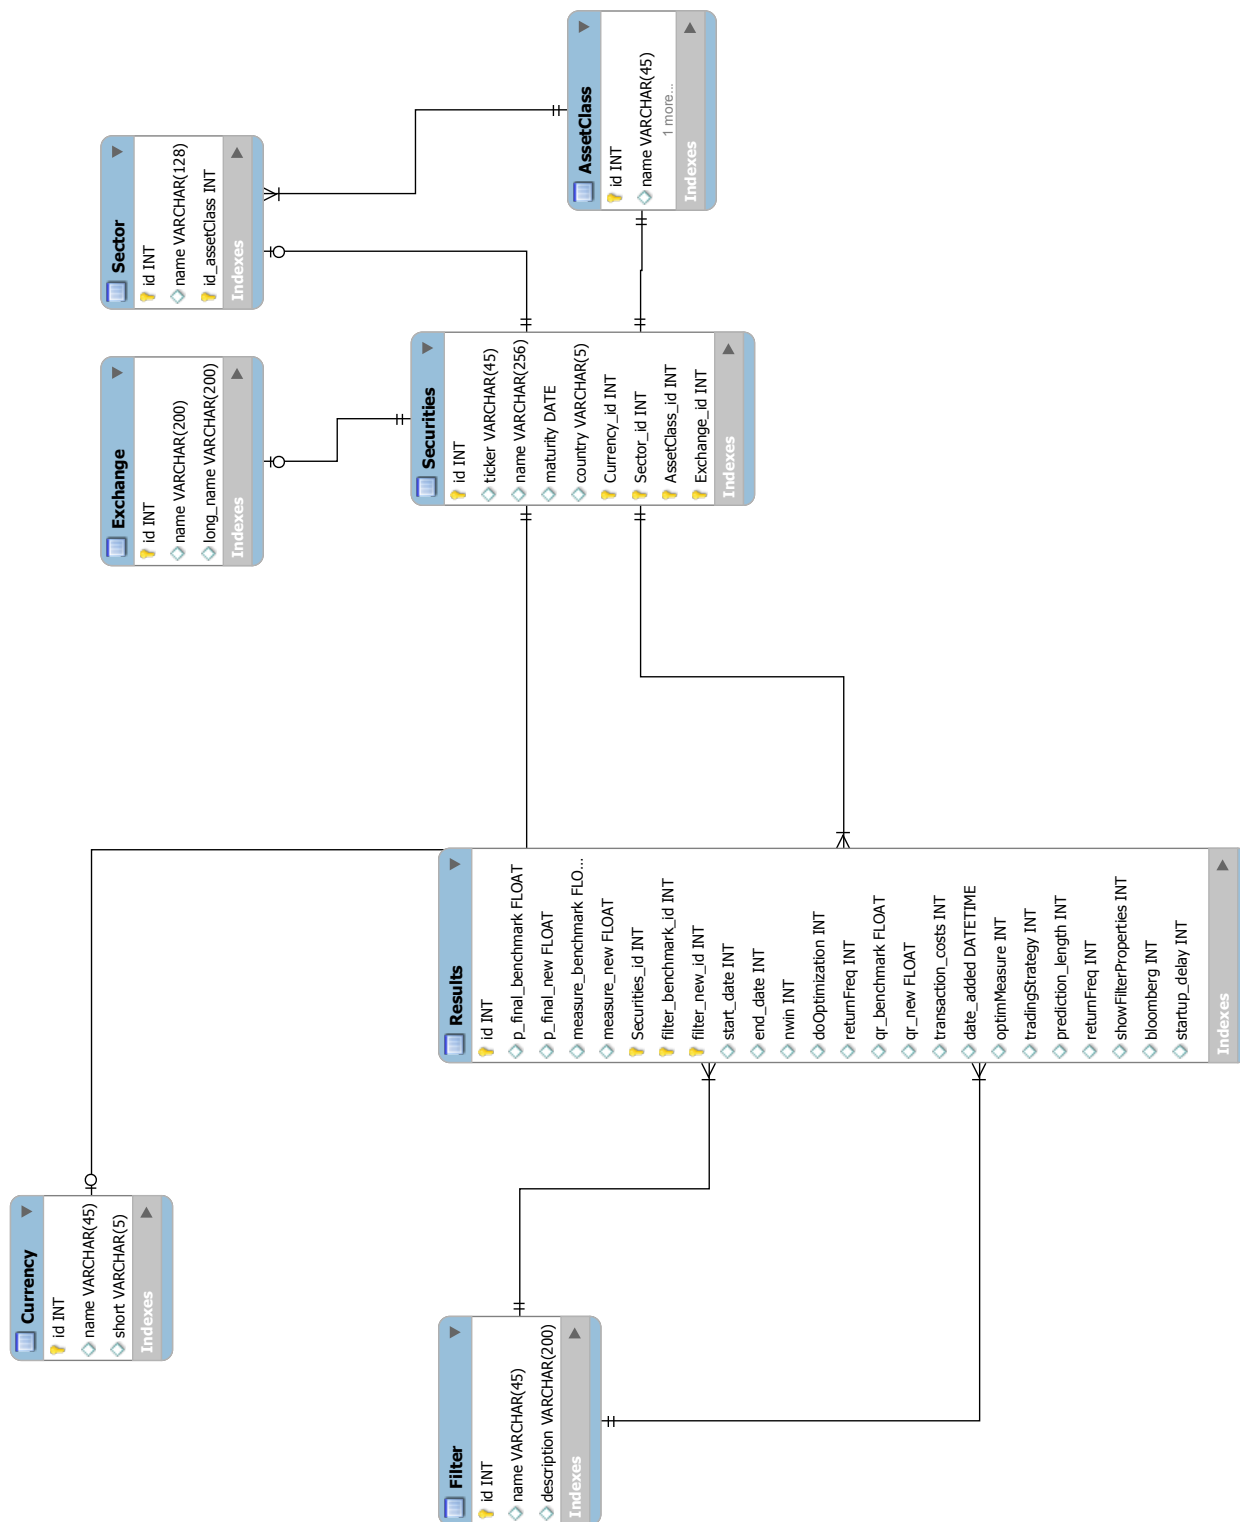 AssetClass
id INT
name VARCHAR(45)
1 more...
Indexes
Sector
id INT
name VARCHAR(128)
id_assetClass INT
Indexes
Exchange
id INT
name VARCHAR(200)
long_name VARCHAR(200)
Indexes
Securities
id INT
ticker VARCHAR(45)
name VARCHAR(256)
maturity DATE
country VARCHAR(5)
Currency_id INT
Sector_id INT
AssetClass_id INT
Exchange_id INT
Indexes
Results
id INT
p_final_benchmark FLOAT
p_final_new FLOAT
measure_benchmark FLO...
measure_new FLOAT
Securities_id INT
filter_benchmark_id INT
filter_new_id INT
start_date INT
end_date INT
nwin INT
doOptimization INT
returnFreq INT
qr_benchmark FLOAT
qr_new FLOAT
transaction_costs INT
date_added DATETIME
optimMeasure INT
tradingStrategy INT
prediction_length INT
returnFreq INT
showFilterProperties INT
bloomberg INT
startup_delay INT
Indexes
Currency
id INT
name VARCHAR(45)
short VARCHAR(5)
Indexes
Filter
id INT
name VARCHAR(45)
description VARCHAR(200)
Indexes